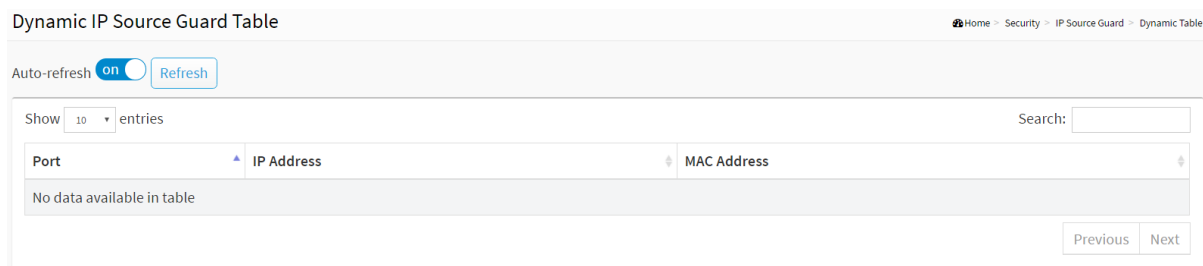 Dynamic IP Source Guard Table
Home > Security > IP Source Guard > Dynamic Table
Auto-refresh on Refresh
Show 10 entries Search:
Port IP Address MAC Address
No data available in table
Previous Next